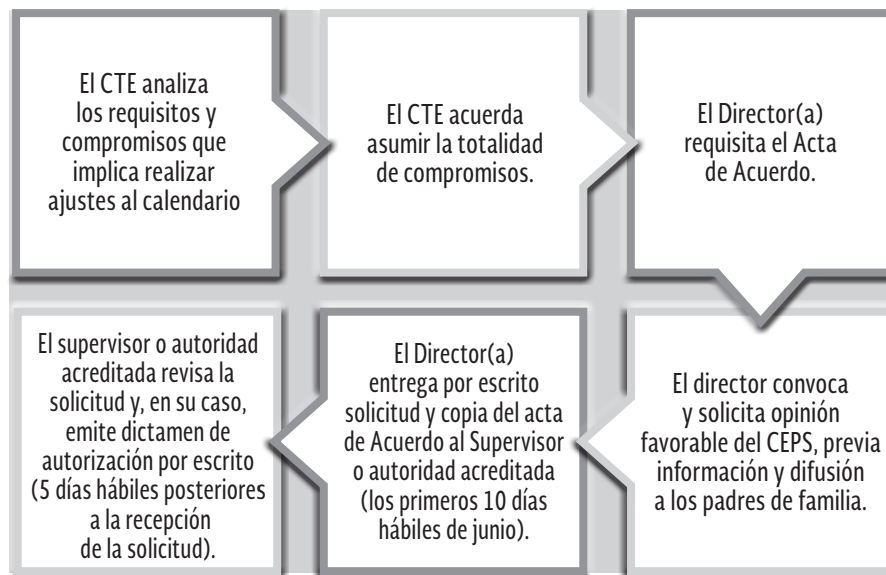 El CTE analiza
los requisitos y
compromisos que
implica realizar
ajustes al calendario
El CTE acuerda
asumir la totalidad
de compromisos.
El Director(a)
requisita el Acta
de Acuerdo.
El director convoca
y solicita opinión
favorable del CEPS, previa
información y difusión
a los padres de familia.
El Director(a)
entrega por escrito
solicitud y copia del acta
de Acuerdo al Supervisor
o autoridad acreditada
(los primeros 10 días
hábiles de junio).
El supervisor o autoridad
acreditada revisa la
solicitud y, en su caso,
emite dictamen de
autorización por escrito
(5 días hábiles posteriores
a la recepción
de la solicitud).